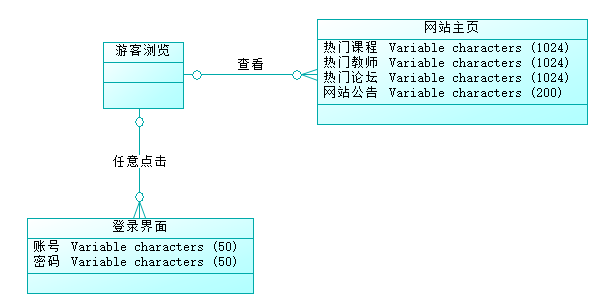 网站主页
游客浏览
热门课程 Variable characters (1024)
热门教师 Variable characters (1024)
热门论坛 Variable characters (1024)
网站公告 Variable characters (200)
查看
任意点击
登录界面
账号 Variable characters (50)
密码 Variable characters (50)